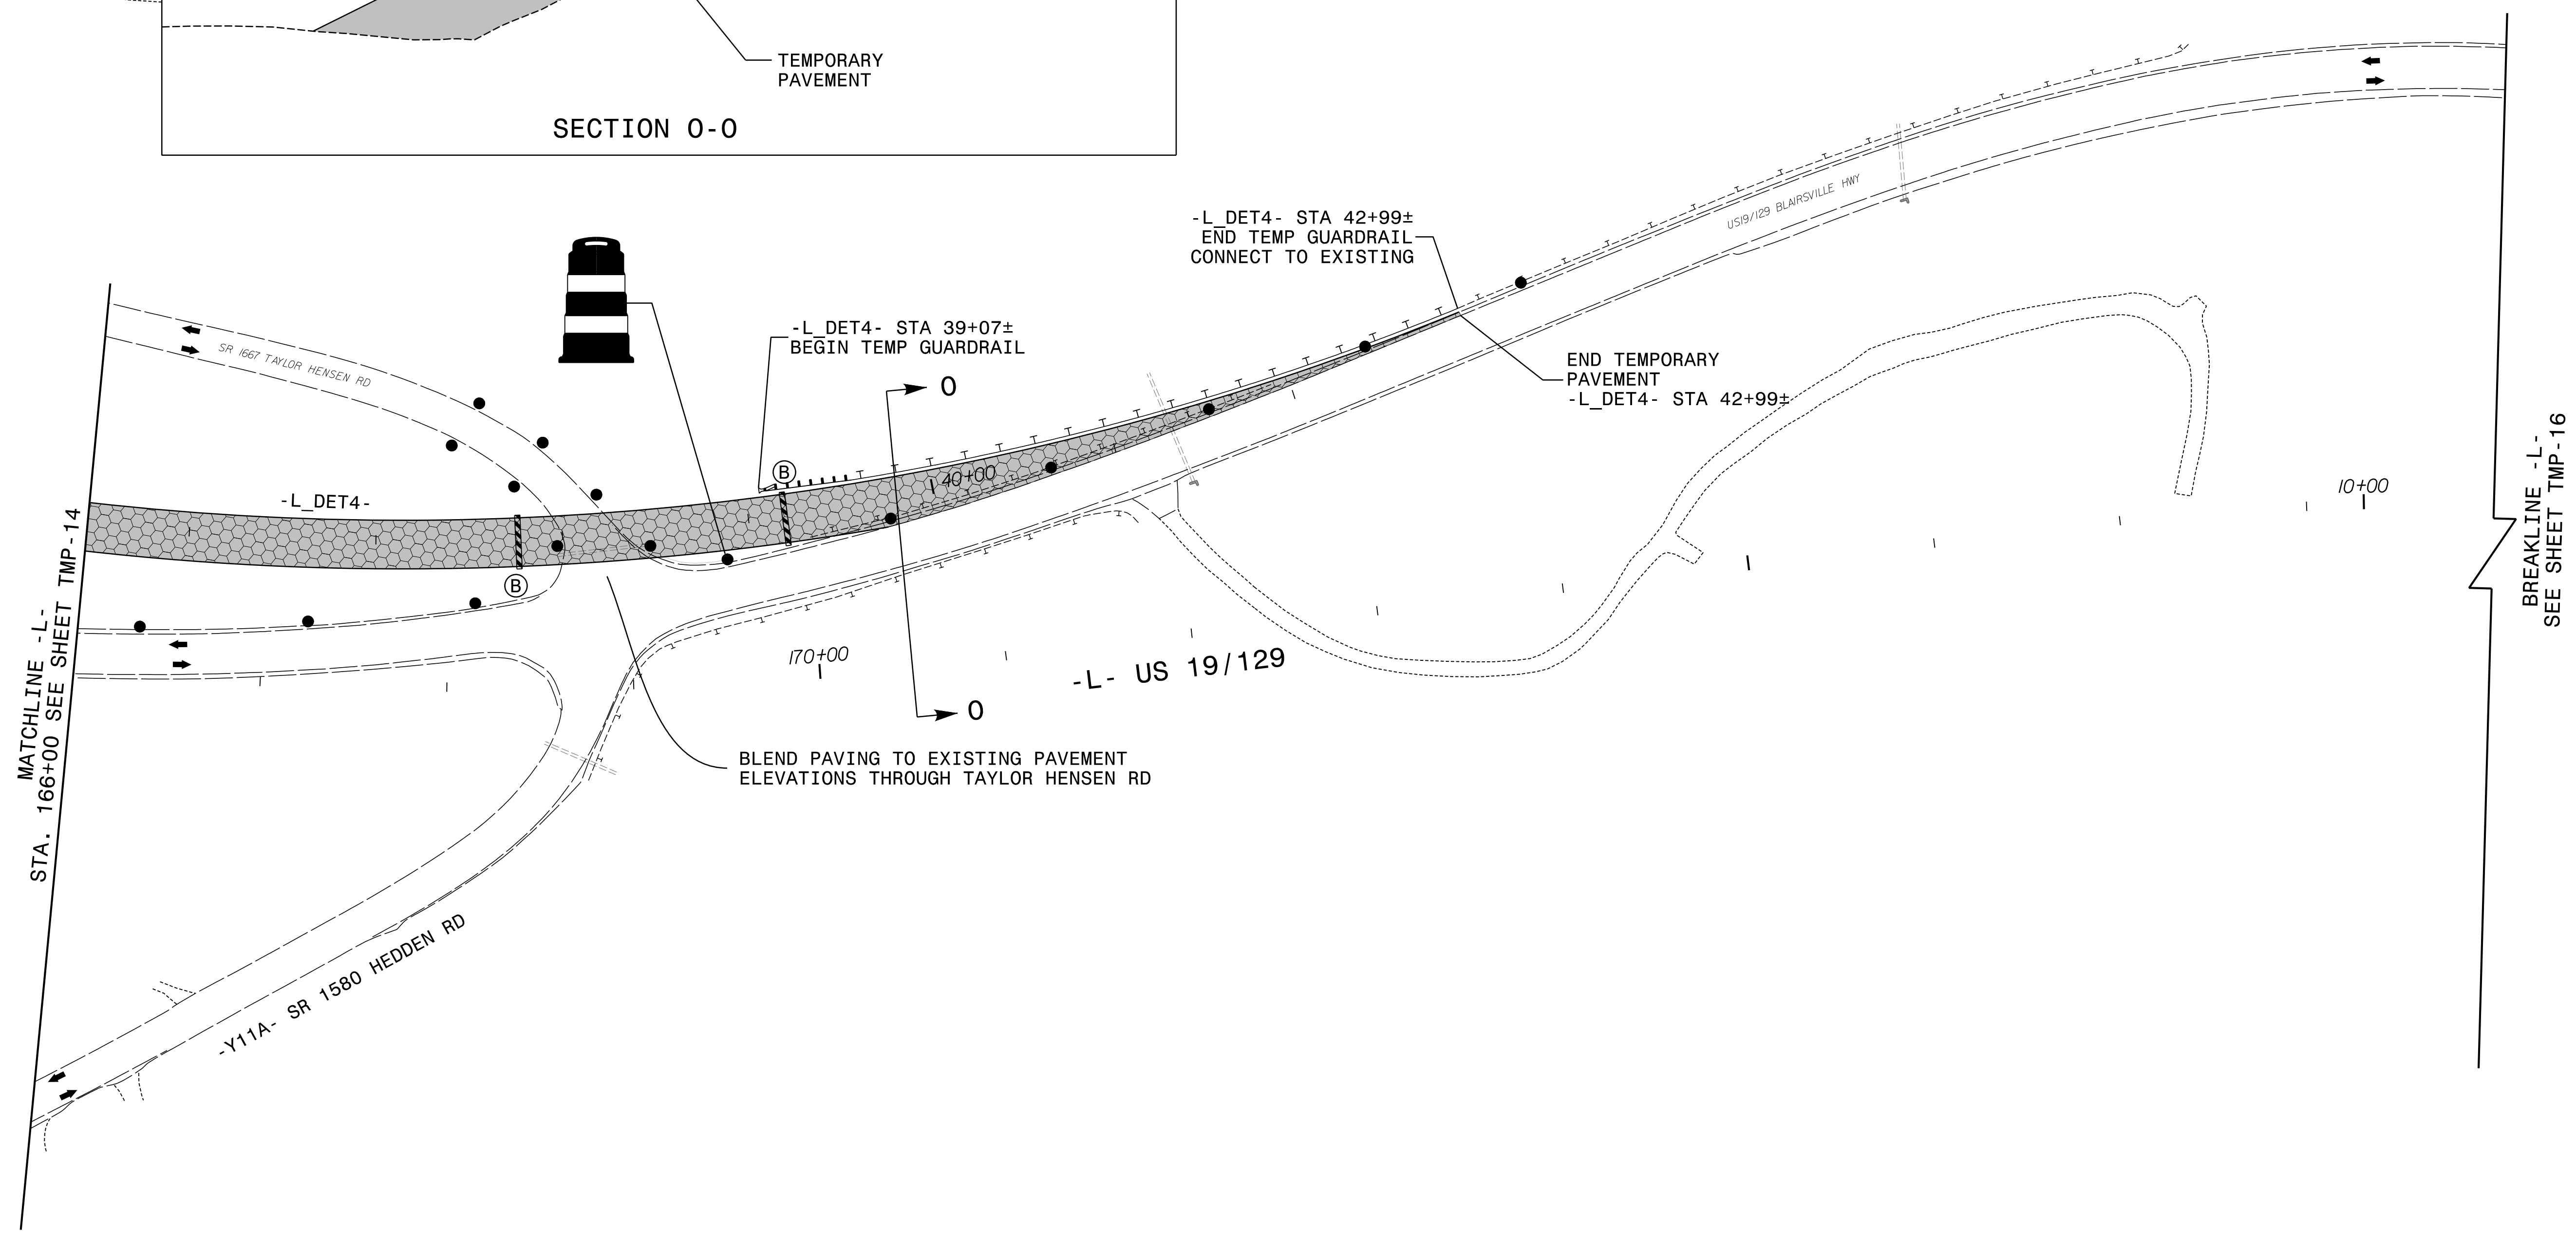 TEMPORARY
PAVEMENT
SECTION O-O
-L_DET4- STA 42+99±
END TEMP GUARDRAIL
CONNECT TO EXISTING
US19/129 BLAIRSVILLE HWY
-L_DET4- STA 39+07±
BEGIN TEMP GUARDRAIL
SR 1667 TAYLOR HENSEN RD
END TEMPORARY
PAVEMENT
-L_DET4- STA 42+99±
O
B
40+00
-L_DET4-
10+00
B
BREAKLINE -L-
SEE SHEET TMP-16
MATCHLINE -L-
STA. 166+00 SEE SHEET TMP-14
170+00
-L- US 19/129
O
BLEND PAVING TO EXISTING PAVEMENT
ELEVATIONS THROUGH TAYLOR HENSEN RD
-Y11A- SR 1580 HEDDEN RD